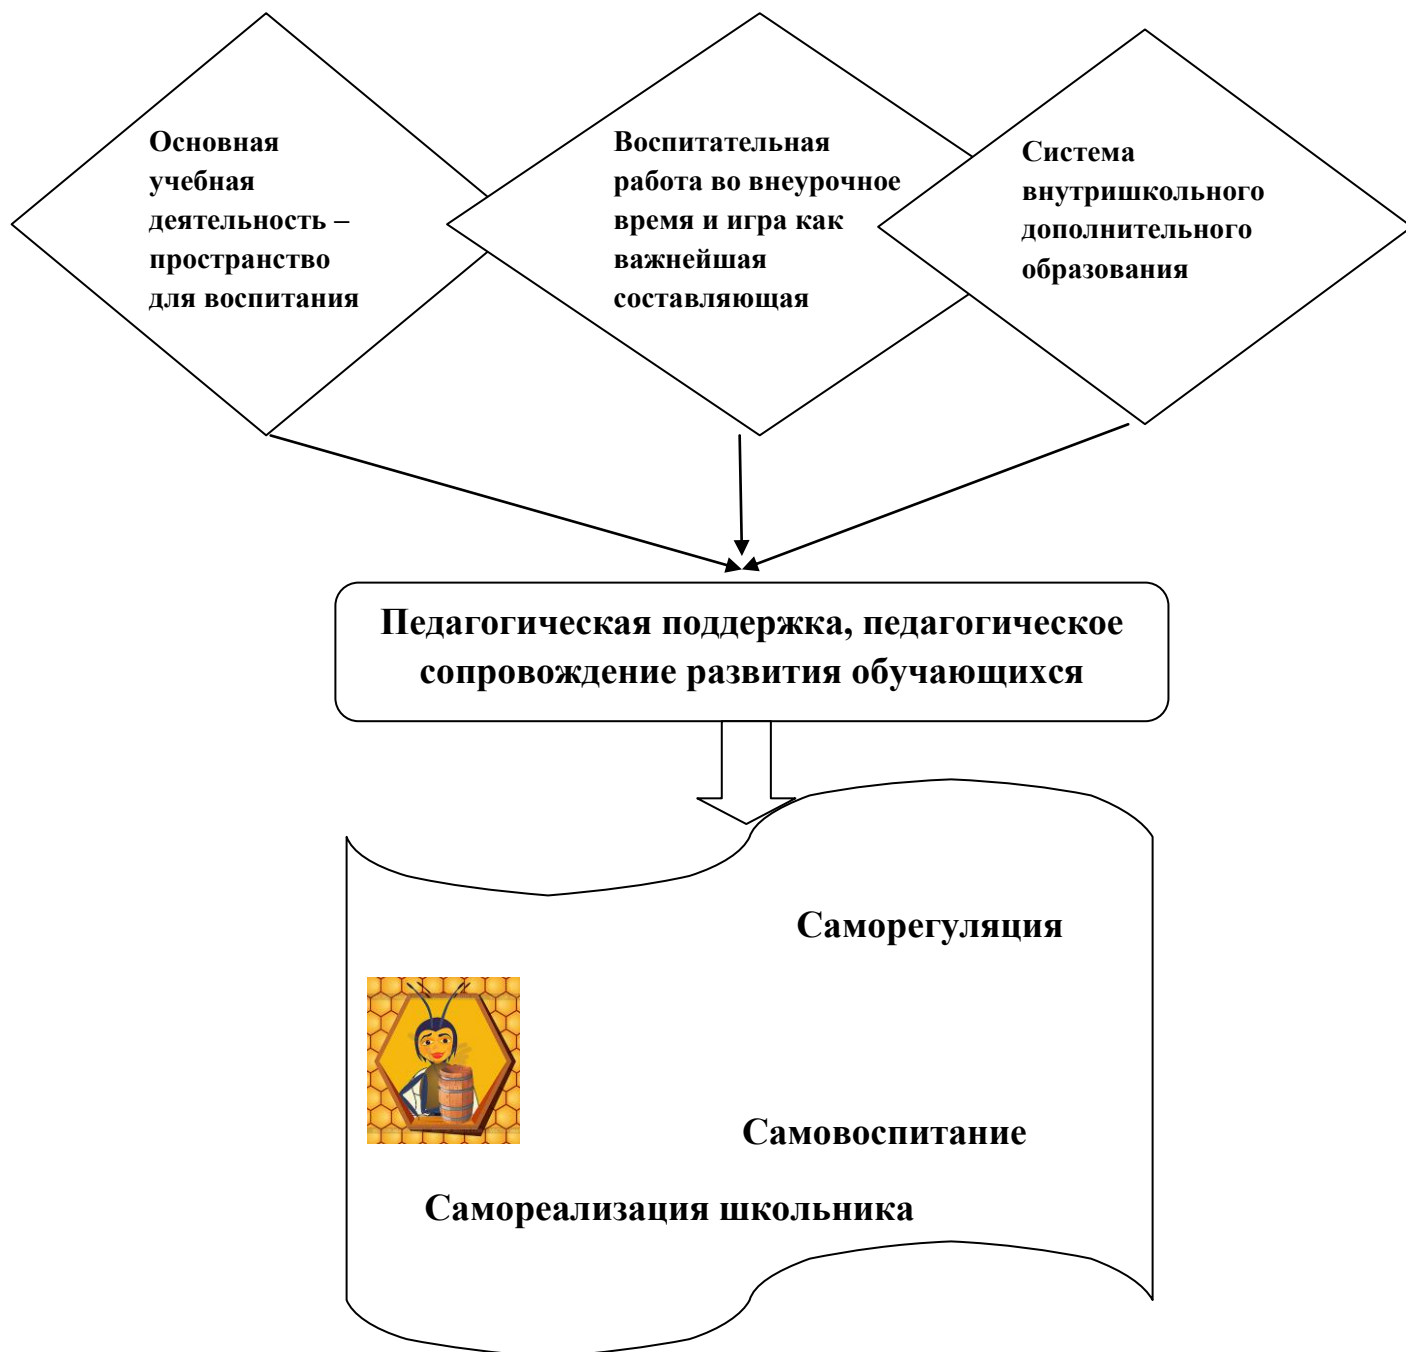 Основная
учебная
деятельность –
пространство
для воспитания
Воспитательная
работа во внеурочное
время и игра как
важнейшая
составляющая
Система
внутришкольного
дополнительного
образования
Педагогическая поддержка, педагогическое
сопровождение развития обучающихся
Саморегуляция
Самовоспитание
Самореализация школьника